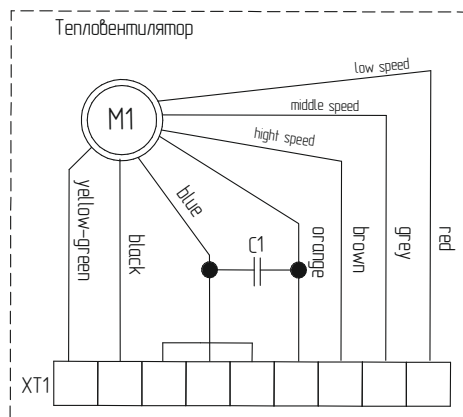 Тепловентилятор
low speed
M1
middle speed
hight speed
yellow-green
black
blue
C1
orange
brown
grey
red
XT1